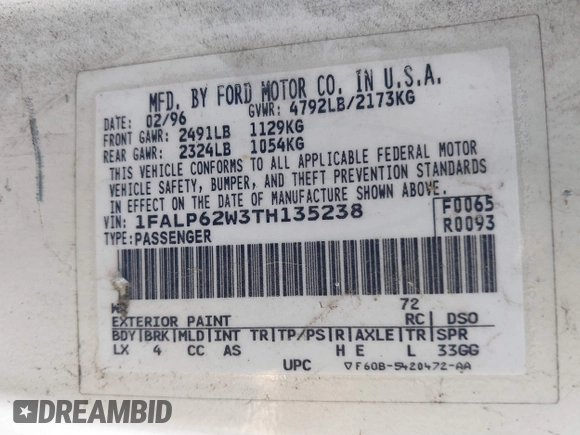 MFD. BY FORD MOTOR CO. IN U.S.A.
DATE: 02/96 GVWR: 4792LB/2173KG
FRONT GAWR: 2491LB 1129KG
REAR GAWR: 2324LB 1054KG
THIS VEHICLE CONFORMS TO ALL APPLICABLE FEDERAL MOTOR
VEHICLE SAFETY, BUMPER, AND THEFT PREVENTION STANDARDS
IN EFFECT ON THE DATE OF MANUFACTURE SHOWN ABOVE.
VIN: 1FALP62W3TH135238 F0065
TYPE: PASSENGER R0093
72
EXTERIOR PAINT RC DSO
BDY BRK MLD INT TR TP/PS R AXLE TR SPR
LX 4 CC AS H E L 33GG
UPC ▽F60B-5420472-AA
DREAMBID